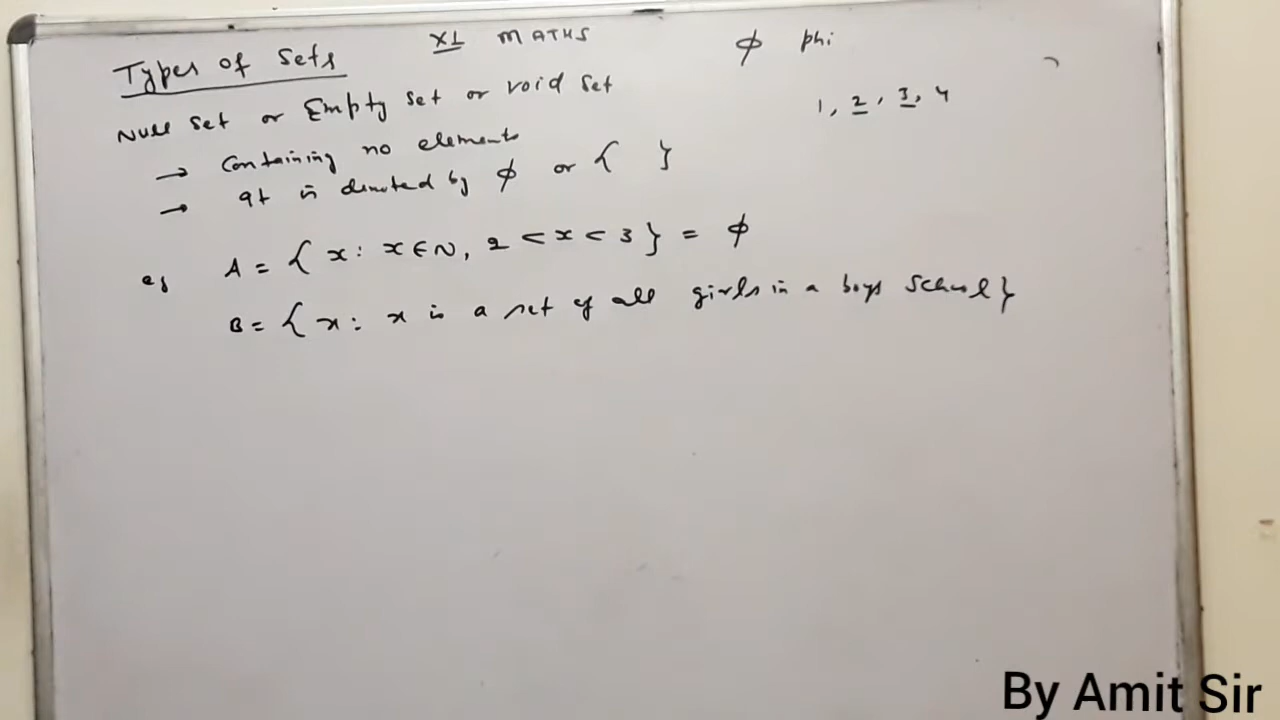 XI MATHS
ϕ phi
Types of Sets
1, 2, 3, 4
Null Set or Empty Set or void Set
→ Containing no elements
→ It is denoted by ϕ or { }
eg A = { x : x ∈ N, 2 < x < 3 } = ϕ
B = { x : x is a set of all girls in a boys School }
By Amit Sir